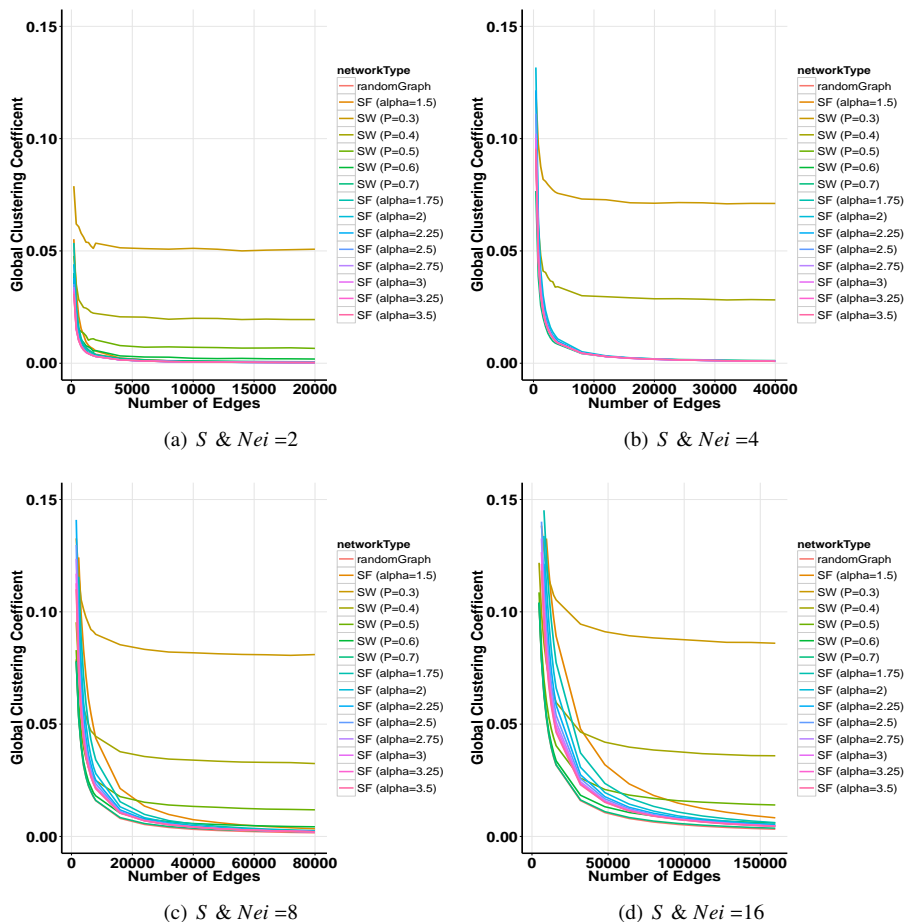 0.15
0.10
0.05
0.00
Global Clustering Coefficent
0
5000
10000
15000
20000
Number of Edges
networkType
randomGraph
SF (alpha=1.5)
SW (P=0.3)
SW (P=0.4)
SW (P=0.5)
SW (P=0.6)
SW (P=0.7)
SF (alpha=1.75)
SF (alpha=2)
SF (alpha=2.25)
SF (alpha=2.5)
SF (alpha=2.75)
SF (alpha=3)
SF (alpha=3.25)
SF (alpha=3.5)
(a) S & Nei =2
0.15
0.10
0.05
0.00
Global Clustering Coefficent
0
10000
20000
30000
40000
Number of Edges
networkType
randomGraph
SF (alpha=1.5)
SW (P=0.3)
SW (P=0.4)
SW (P=0.5)
SW (P=0.6)
SW (P=0.7)
SF (alpha=1.75)
SF (alpha=2)
SF (alpha=2.25)
SF (alpha=2.5)
SF (alpha=2.75)
SF (alpha=3)
SF (alpha=3.25)
SF (alpha=3.5)
(b) S & Nei =4
0.15
0.10
0.05
0.00
Global Clustering Coefficent
0
20000
40000
60000
80000
Number of Edges
networkType
randomGraph
SF (alpha=1.5)
SW (P=0.3)
SW (P=0.4)
SW (P=0.5)
SW (P=0.6)
SW (P=0.7)
SF (alpha=1.75)
SF (alpha=2)
SF (alpha=2.25)
SF (alpha=2.5)
SF (alpha=2.75)
SF (alpha=3)
SF (alpha=3.25)
SF (alpha=3.5)
(c) S & Nei =8
0.15
0.10
0.05
0.00
Global Clustering Coefficent
0
50000
100000
150000
Number of Edges
networkType
randomGraph
SF (alpha=1.5)
SW (P=0.3)
SW (P=0.4)
SW (P=0.5)
SW (P=0.6)
SW (P=0.7)
SF (alpha=1.75)
SF (alpha=2)
SF (alpha=2.25)
SF (alpha=2.5)
SF (alpha=2.75)
SF (alpha=3)
SF (alpha=3.25)
SF (alpha=3.5)
(d) S & Nei =16